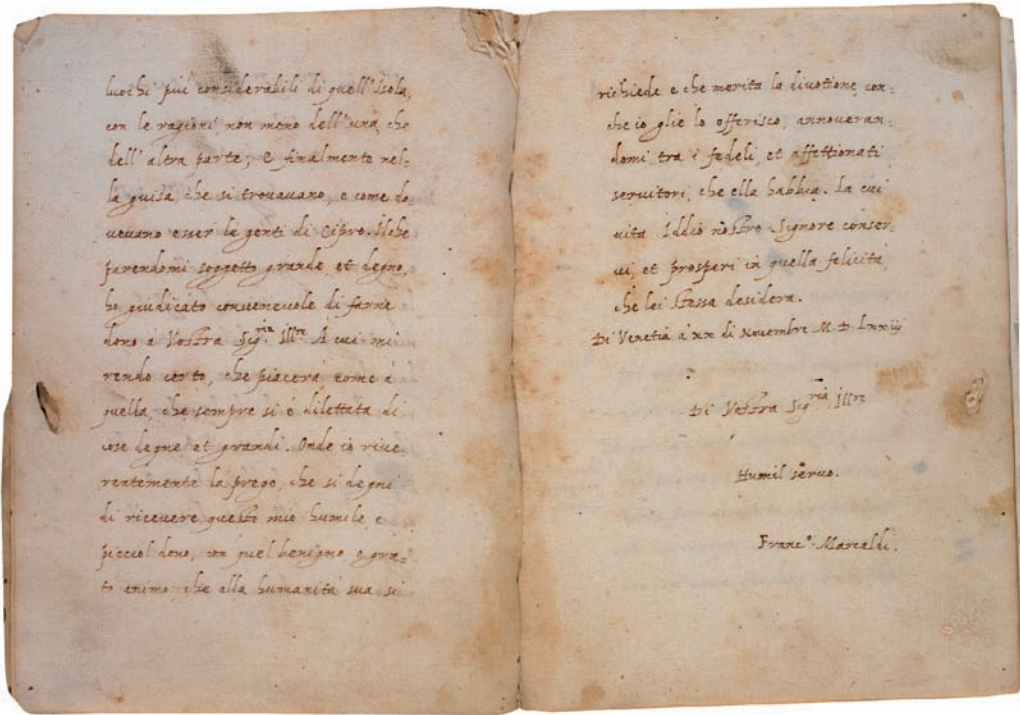 luochi piu considerabili di quell'Isola,
con le ragioni non meno dell'una, che
dell'altra parte; e finalmente nel=
la guisa, che si trouauano, e come do=
ueuano esser le genti di Cipro. Ilche
parendomi soggetto grande, et degno,
ho giudicato conueneuole di farne
dono à Vostra Sig.ria Ill.re A cui mi
rendo certo, che piacerà, come à
quella, che sempre si è dilettata di
cose degne et grandi. Onde io riue
rentemente la prego, che si degni
di riceuere questo mio humile, e
picciol dono, con quel benigno e gra=
to animo che alla humanità sua si
richiede e che merita la diuotione, con=
che io glie lo offerisco, annoueran=
domi tra i fedeli, et affettionati
seruitori, che ella habbia. La cui
uita Iddio nostro Signore conser=
ui, et prosperi in quella felicità
che lei stessa desidera.
Di Venetia a xx di Nouembre M. D. Lxxiij
Di Vostra Sig.ria Ill.re
Humil seruo.
Franc.o Marcaldi.